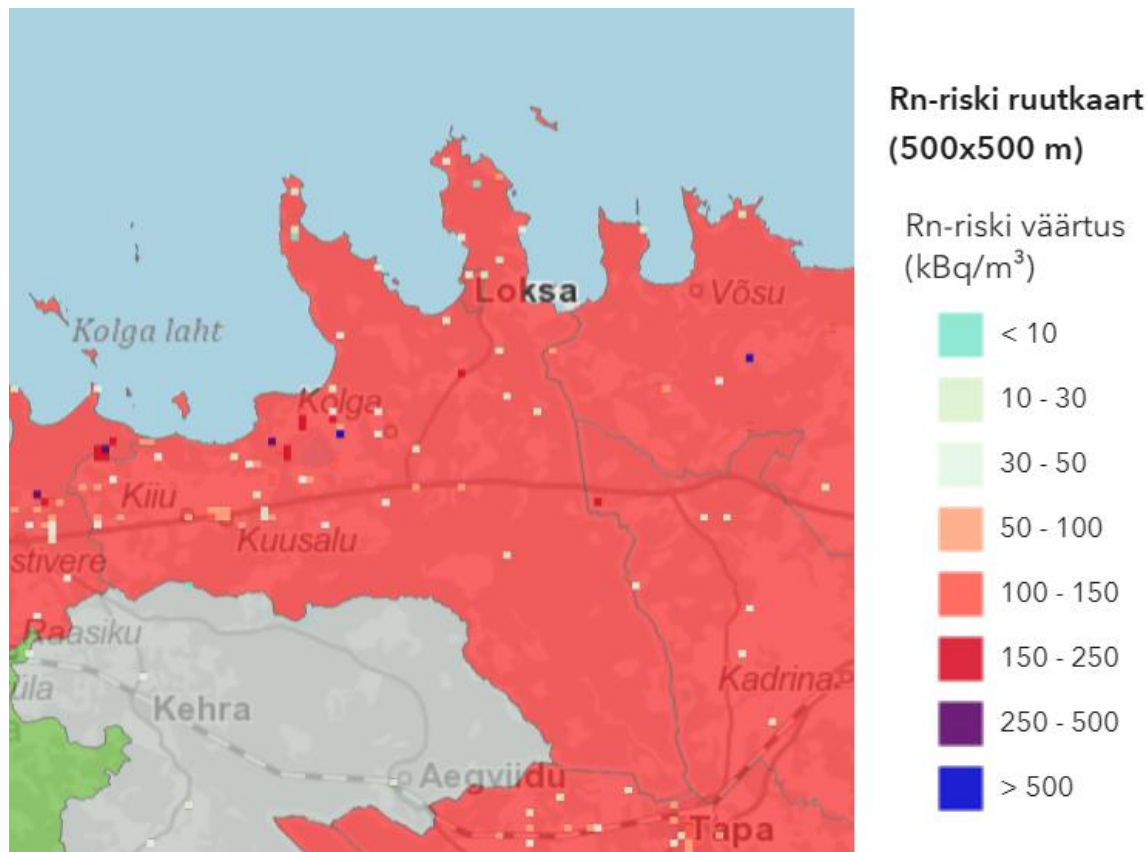 Loksa
Võsu
Kolga laht
Kolga
Kiiu
Kuusalu
stivere
Raasiku
üla
Kehra
Kadrina
a
Aegviidu
Tapa
Rn-riski ruutkaart
(500x500 m)
Rn-riski väärtus
(kBq/m³)
< 10
10 - 30
30 - 50
50 - 100
100 - 150
150 - 250
250 - 500
> 500